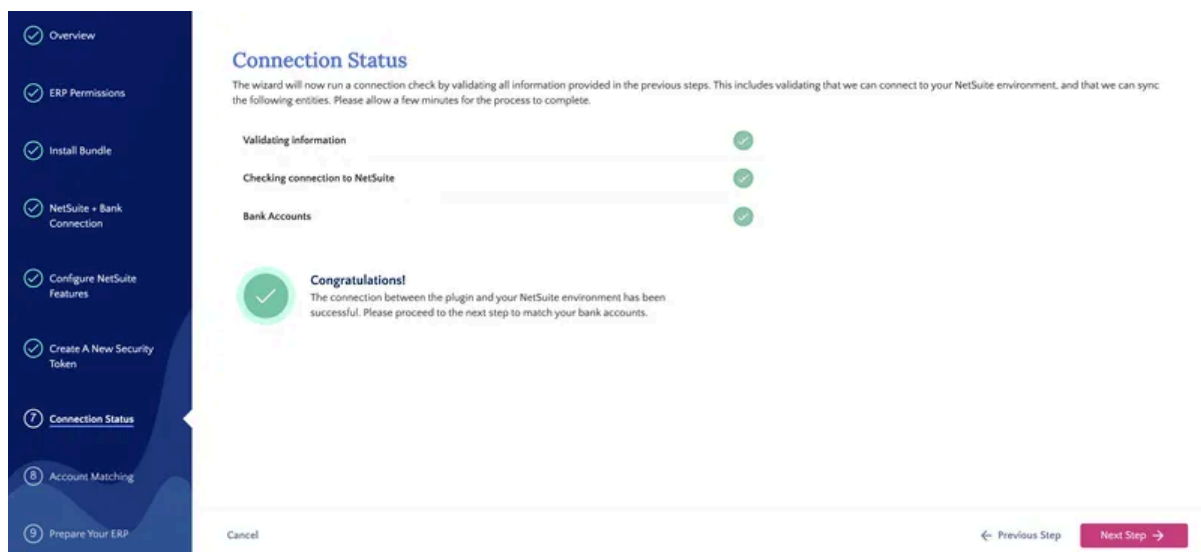 Overview
ERP Permissions
Install Bundle
NetSuite + Bank
Connection
Configure NetSuite
Features
Create A New Security
Token
7 Connection Status
8 Account Matching
9 Prepare Your ERP
Connection Status
The wizard will now run a connection check by validating all information provided in the previous steps. This includes validating that we can connect to your NetSuite environment, and that we can sync
the following entities. Please allow a few minutes for the process to complete.
Validating information
Checking connection to NetSuite
Bank Accounts
Congratulations!
The connection between the plugin and your NetSuite environment has been
successful. Please proceed to the next step to match your bank accounts.
Cancel
← Previous Step
Next Step →